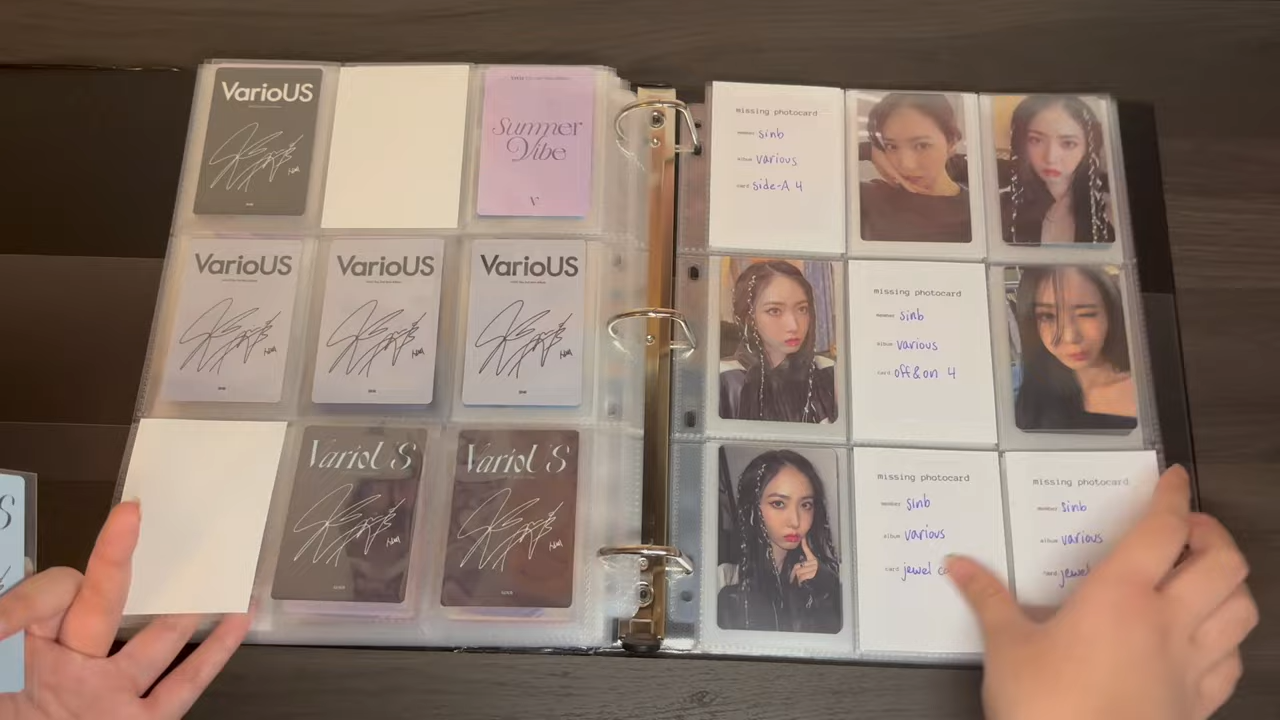 VarioUS
Summer
Vibe
V
VarioUS
VarioUS
VarioUS
VarioUS
VarioUS
missing photocard
member sinb
album various
card side-A 4
missing photocard
member sinb
album various
card off&on 4
missing photocard
member sinb
album various
card jewel
missing photocard
member sinb
album various
card jewel
S